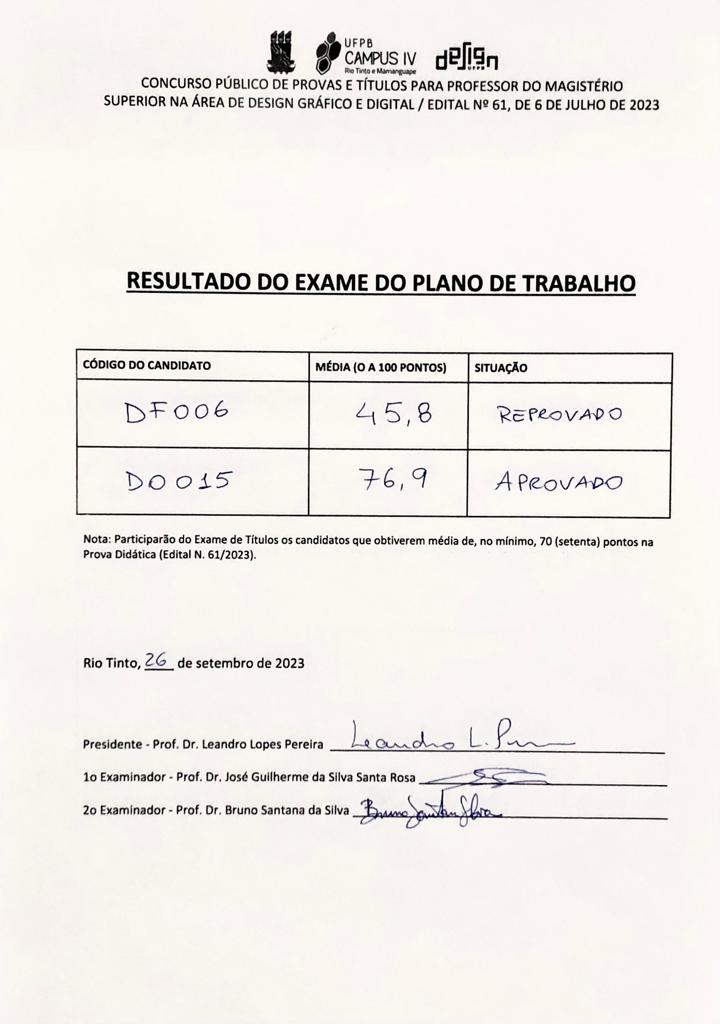 UFPB
CAMPUS IV
Rio Tinto e Mamanguape
design
UFPB
CONCURSO PÚBLICO DE PROVAS E TÍTULOS PARA PROFESSOR DO MAGISTÉRIO
SUPERIOR NA ÁREA DE DESIGN GRÁFICO E DIGITAL / EDITAL Nº 61, DE 6 DE JULHO DE 2023
RESULTADO DO EXAME DO PLANO DE TRABALHO
CÓDIGO DO CANDIDATO MÉDIA (O A 100 PONTOS) SITUAÇÃO
DF006 45,8 REPROVADO
DO015 76,9 APROVADO
Nota: Participarão do Exame de Títulos os candidatos que obtiverem média de, no mínimo, 70 (setenta) pontos na
Prova Didática (Edital N. 61/2023).
Rio Tinto, 26 de setembro de 2023
Presidente - Prof. Dr. Leandro Lopes Pereira Leandro L.
1o Examinador - Prof. Dr. José Guilherme da Silva Santa Rosa
2o Examinador - Prof. Dr. Bruno Santana da Silva Bruno Santana Silva